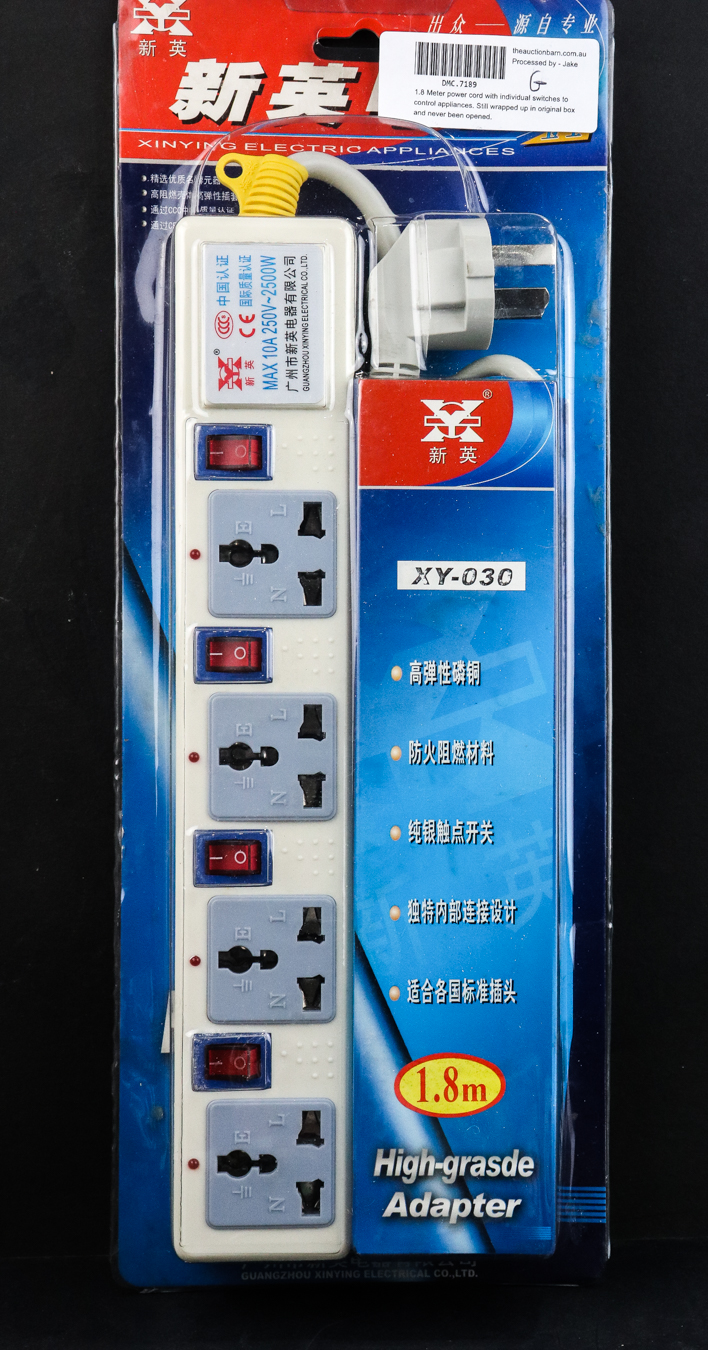 新英
出众 — 源自专业
theauctionbarn.com.au
Processed by - Jake
DMC.7189
G
1.8 Meter power cord with individual switches to
control appliances. Still wrapped up in original box
and never been opened.
新英
XINYING ELECTRIC APPLIANCES
中国认证
国际质量认证
CCC
CE
MAX 10A 250V~2500W
广州市新英电器有限公司
GUANGZHOU XINYING ELECTRICAL CO.,LTD.
®
新英
®
新英
XY-030
高弹性磷铜
防火阻燃材料
纯银触点开关
独特内部连接设计
适合各国标准插头
1.8m
High-grasde
Adapter
I O
L
E
N
I O
L
E
N
I O
L
E
N
I O
L
E
N
GUANGZHOU XINYING ELECTRICAL CO.,LTD.